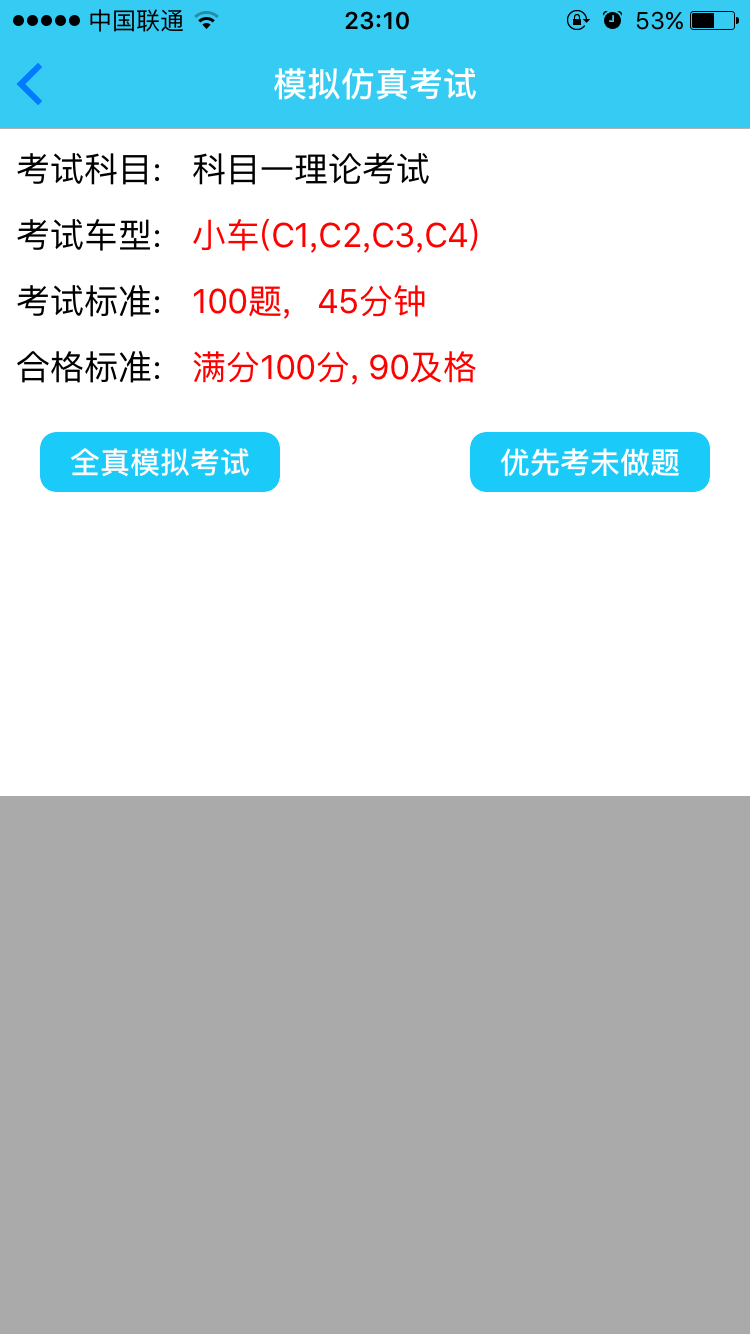 中国联通 23:10 53%
模拟仿真考试
考试科目: 科目一理论考试
考试车型: 小车(C1,C2,C3,C4)
考试标准: 100题, 45分钟
合格标准: 满分100分, 90及格
全真模拟考试 优先考未做题